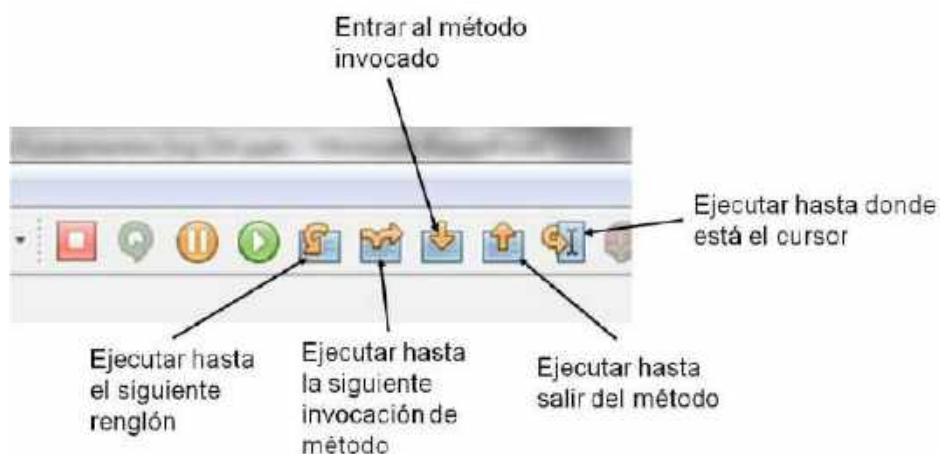 Entrar al método
invocado
Ejecutar hasta donde
está el cursor
Ejecutar hasta
el siguiente
renglón
Ejecutar hasta
la siguiente
invocación de
método
Ejecutar hasta
salir del método